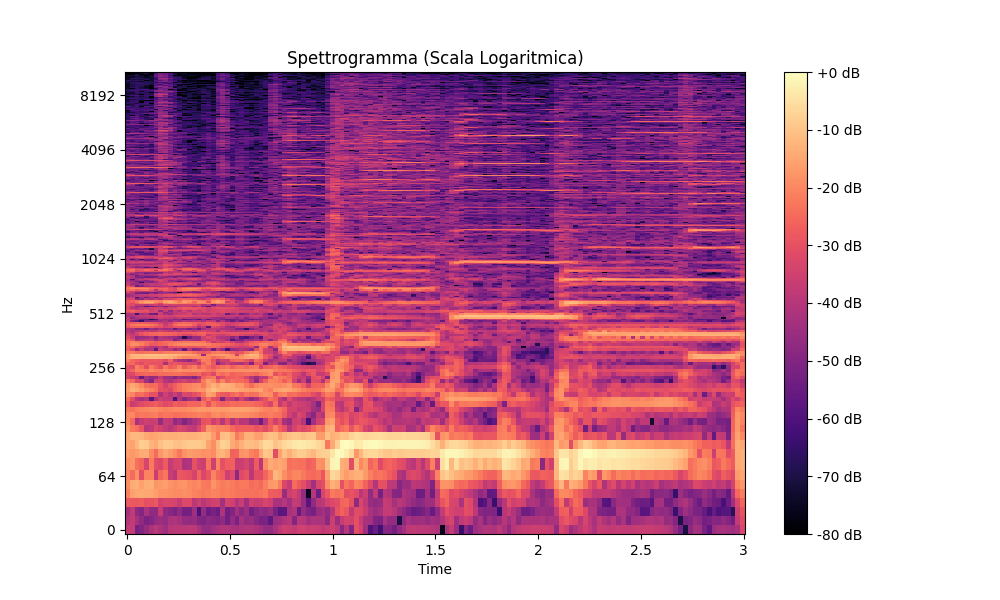 Spettrogramma (Scala Logaritmica)
Hz
8192
4096
2048
1024
512
256
128
64
0
0 0.5 1 1.5 2 2.5 3
Time
+0 dB
-10 dB
-20 dB
-30 dB
-40 dB
-50 dB
-60 dB
-70 dB
-80 dB